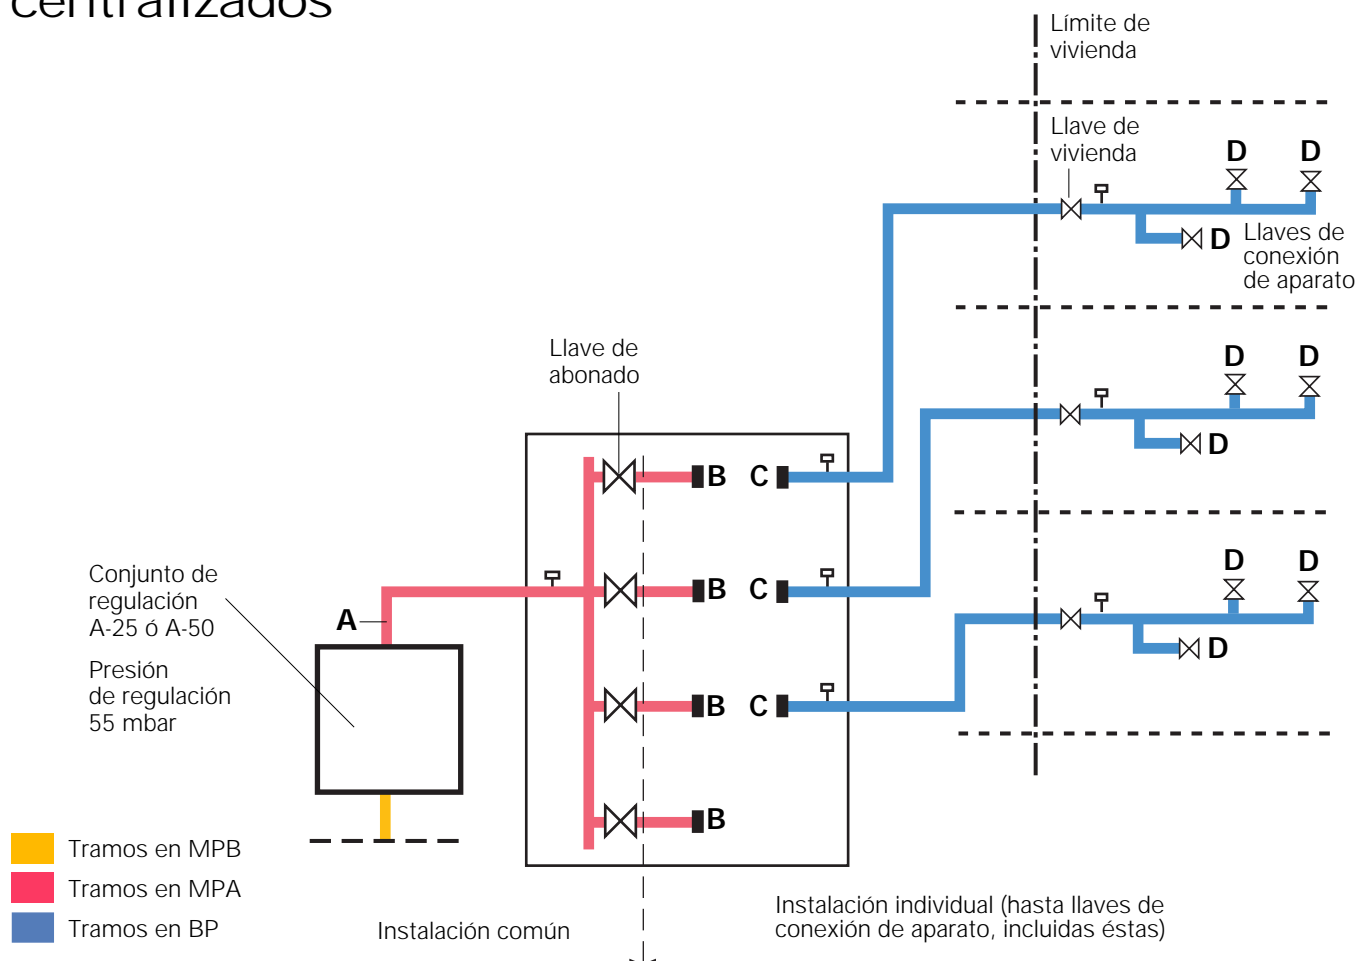 centralizados
Límite de
vivienda
Llave de
vivienda
D
D
D
Llaves de
conexión
de aparato
Llave de
abonado
D
D
D
B
C
Conjunto de
regulación
A-25 ó A-50
Presión
de regulación
55 mbar
A
B
C
D
D
D
B
C
B
Tramos en MPB
Tramos en MPA
Tramos en BP
Instalación común
Instalación individual (hasta llaves de
conexión de aparato, incluidas éstas)